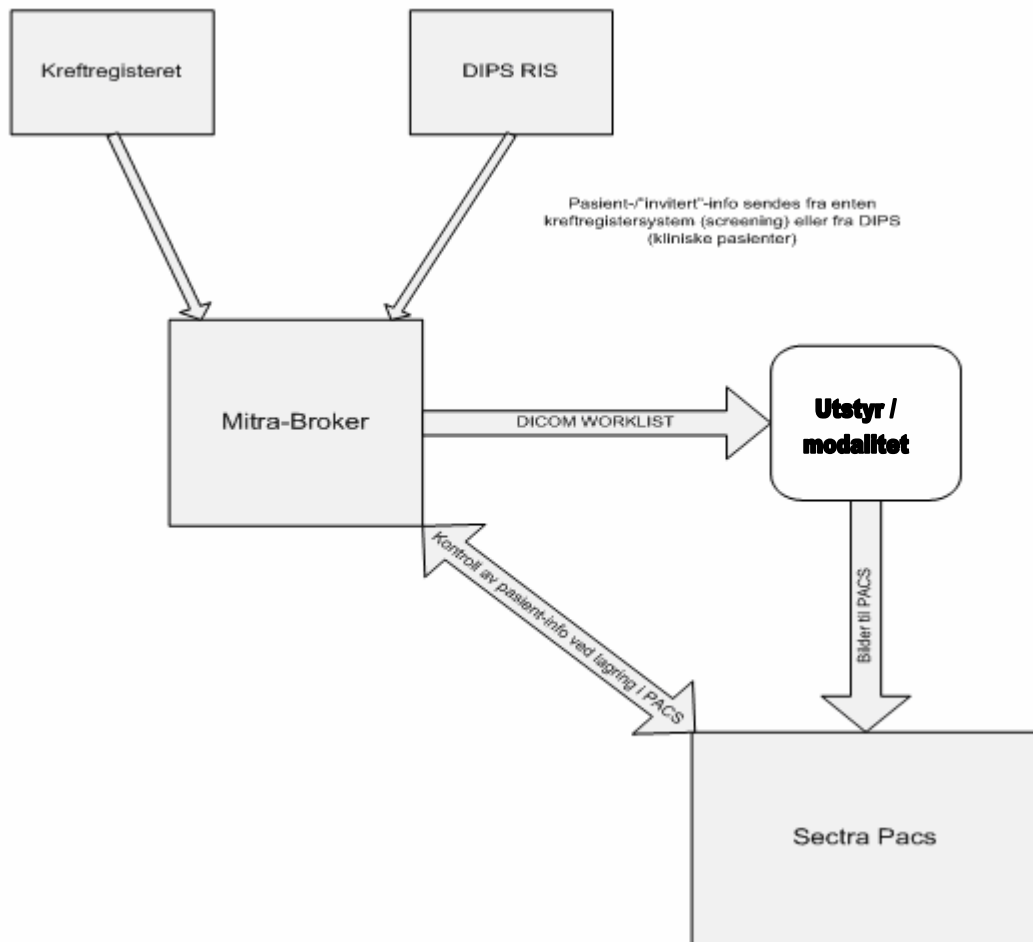 Kreftregisteret
DIPS RIS
Pasient-/"invitert"-info sendes fra enten
kreftregistersystem (screening) eller fra DIPS
(kliniske pasienter)
Mitra-Broker
DICOM WORKLIST
Utstyr /
modalitet
Kontroll av pasient-info ved lagring i PACS
Bilder til PACS
Sectra Pacs